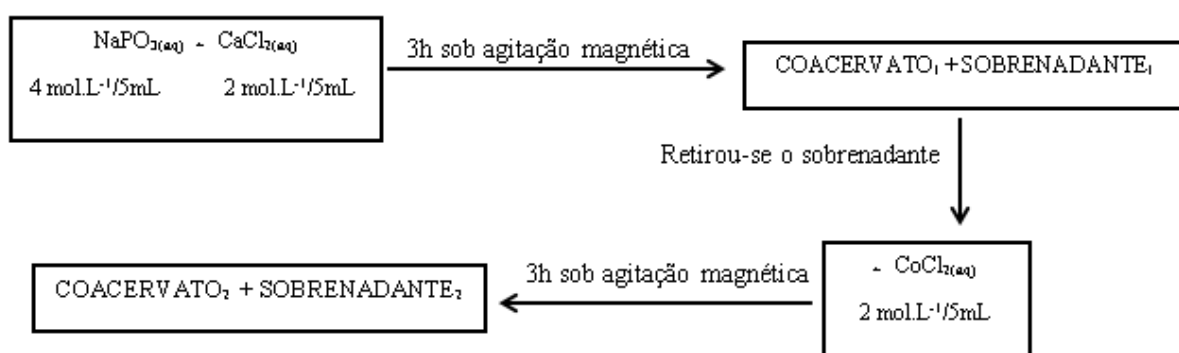 NaPO₃₍ₐq₎ - CaCl₂₍ₐq₎
4 mol.L⁻¹/5mL 2 mol.L⁻¹/5mL
3h sob agitação magnética
COACERVATO₁ + SOBRENADANTE₁
Retirou-se o sobrenadante
- CoCl₂₍ₐq₎
2 mol.L⁻¹/5mL
3h sob agitação magnética
COACERVATO₂ + SOBRENADANTE₂